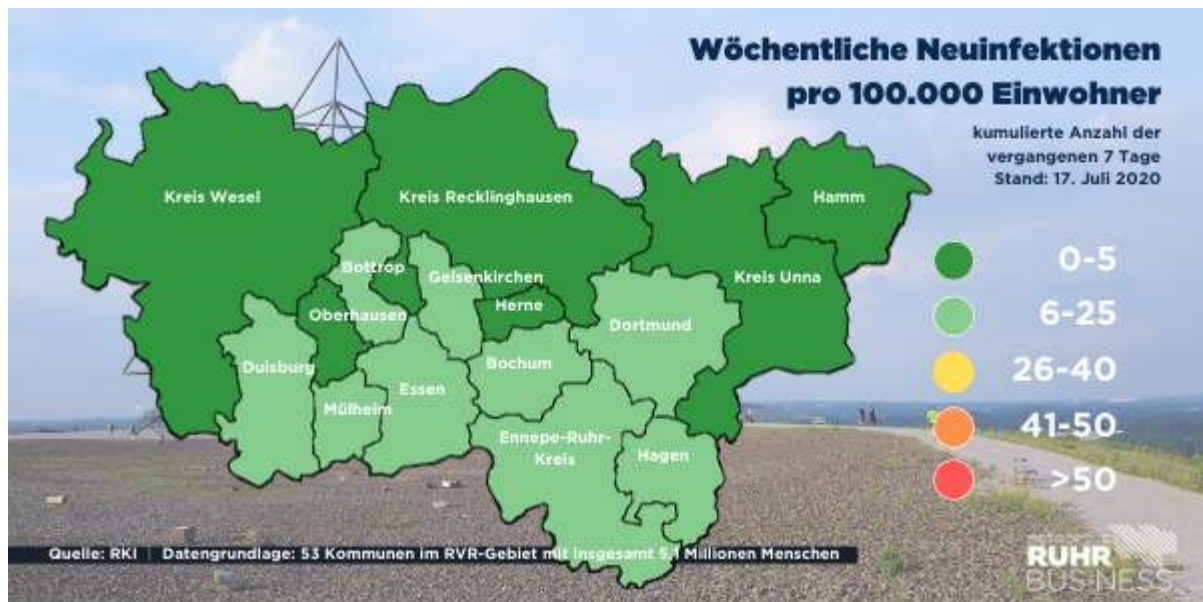 Wöchentliche Neuinfektionen
pro 100.000 Einwohner
kumulierte Anzahl der
vergangenen 7 Tage
Stand: 17. Juli 2020
Kreis Wesel
Kreis Recklinghausen
Hamm
Bottrop
Gelsenkirchen
Kreis Unna
Herne
Oberhausen
Dortmund
Duisburg
Bochum
Essen
Mülheim
Ennepe-Ruhr-
Kreis
Hagen
0-5
6-25
26-40
41-50
>50
Quelle: RKI | Datengrundlage: 53 Kommunen im RVR-Gebiet mit insgesamt 5,1 Millionen Menschen
RUHR
BUSINESS